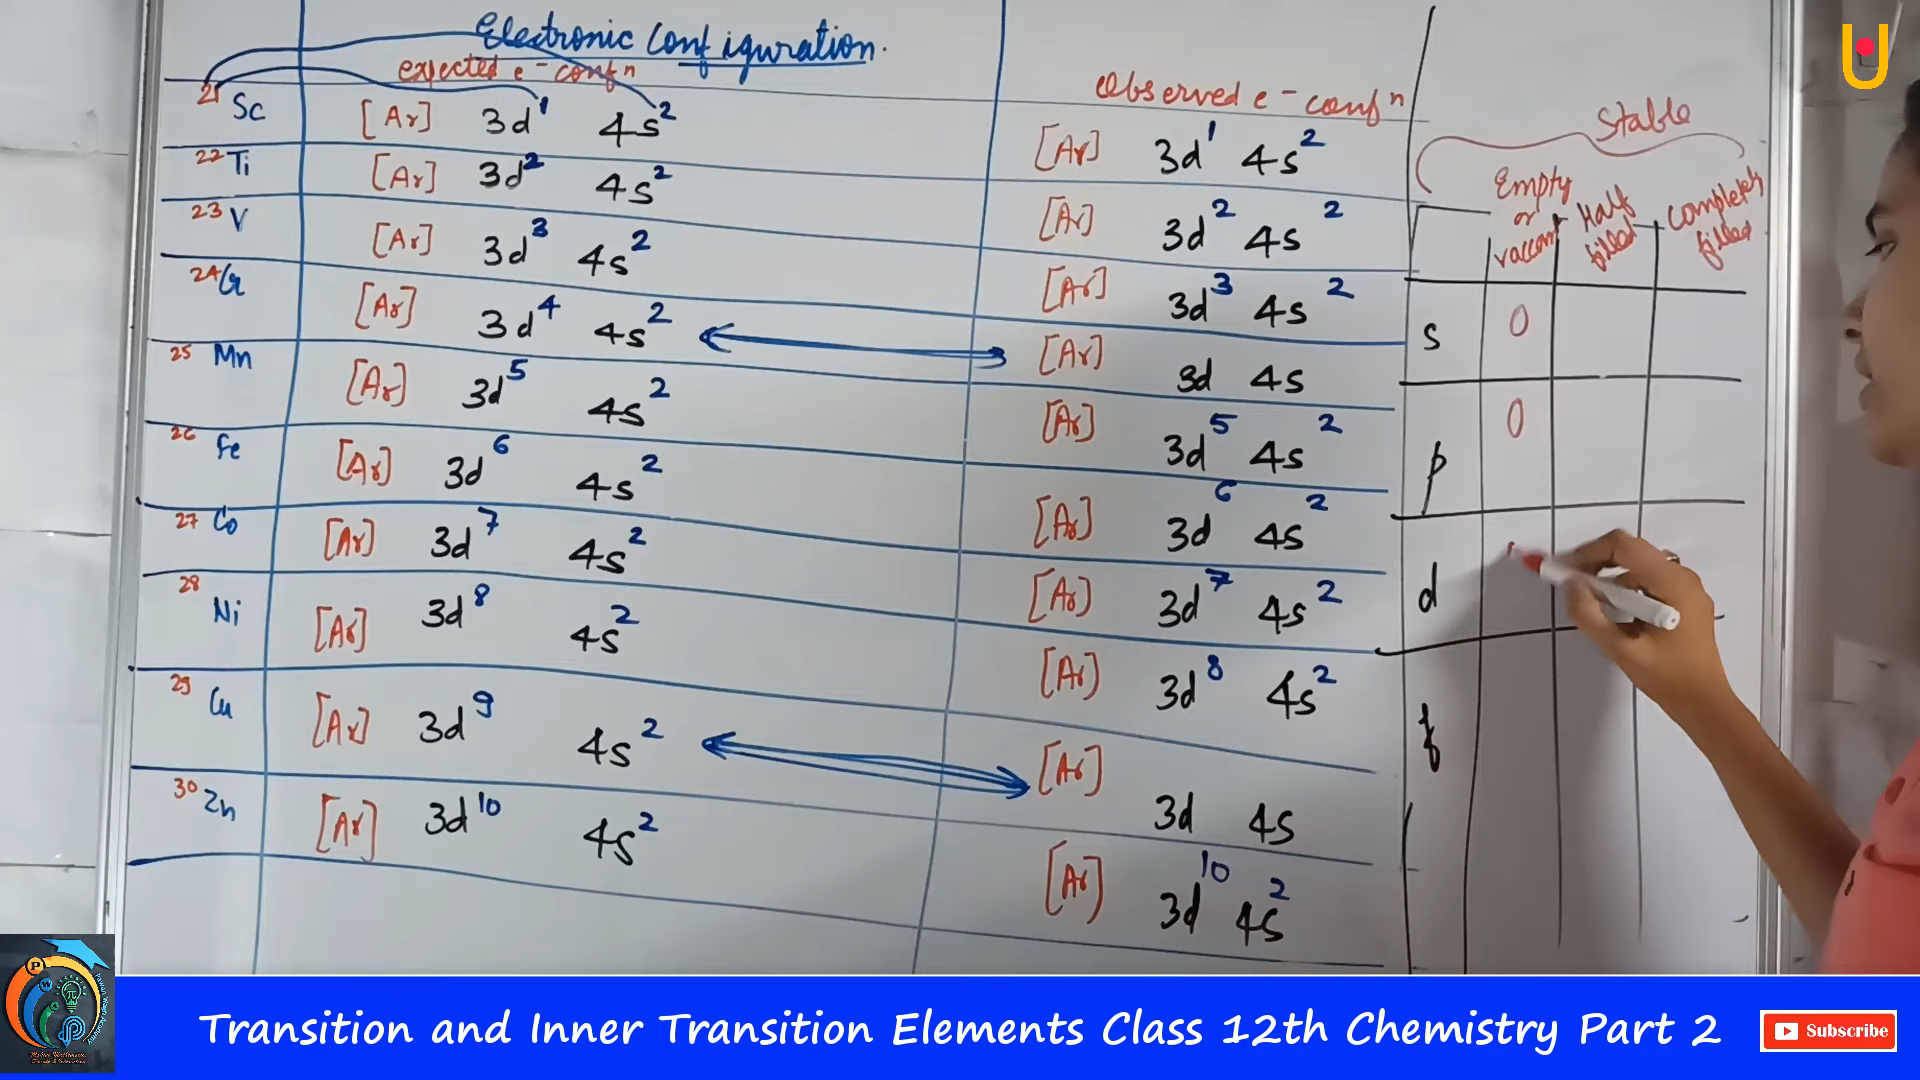 Electronic Configuration.
expected e- confn
Observed e- confn
21 Sc [Ar] 3d1 4s2 [Ar] 3d1 4s2
22 Ti [Ar] 3d2 4s2 [Ar] 3d2 4s2
23 V [Ar] 3d3 4s2 [Ar] 3d3 4s2
24 Cr [Ar] 3d4 4s2 [Ar] 3d 4s
25 Mn [Ar] 3d5 4s2 [Ar] 3d5 4s2
26 Fe [Ar] 3d6 4s2 [Ar] 3d6 4s2
27 Co [Ar] 3d7 4s2 [Ar] 3d7 4s2
28 Ni [Ar] 3d8 4s2 [Ar] 3d8 4s2
29 Cu [Ar] 3d9 4s2 [Ar] 3d 4s
30 Zn [Ar] 3d10 4s2 [Ar] 3d10 4s2
Stable
Empty
or
vaccant
Half
filled
Completely
filled
s 0
p 0
d
f
Transition and Inner Transition Elements Class 12th Chemistry Part 2
Subscribe